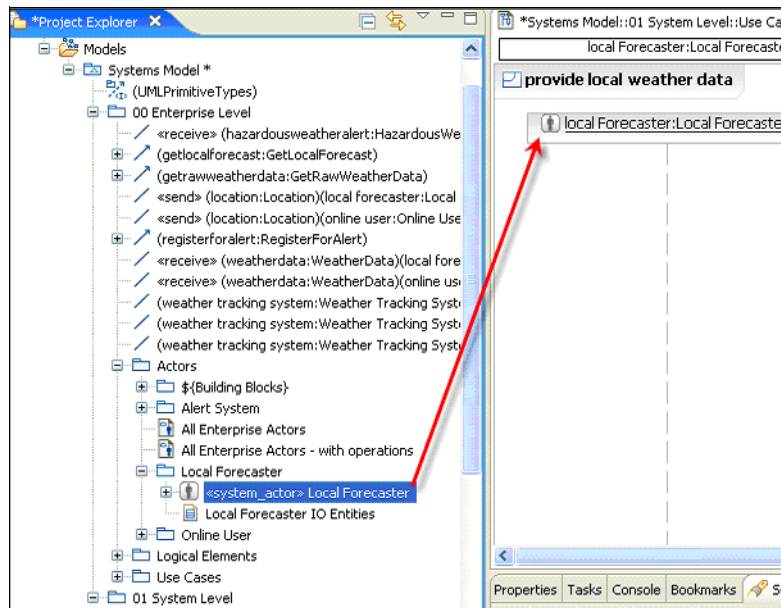 *Project Explorer
Models
Systems Model *
(UMLPrimitiveTypes)
00 Enterprise Level
«receive» (hazardousweatheralert:HazardousWe
(getlocalforecast:GetLocalForecast)
(getrawweatherdata:GetRawWeatherData)
«send» (location:Location)(local forecaster:Local
«send» (location:Location)(online user:Online Use
(registerforalert:RegisterForAlert)
«receive» (weatherdata:WeatherData)(local fore
«receive» (weatherdata:WeatherData)(online us
(weather tracking system:Weather Tracking Syst
(weather tracking system:Weather Tracking Syst
(weather tracking system:Weather Tracking Syst
Actors
${Building Blocks}
Alert System
All Enterprise Actors
All Enterprise Actors - with operations
Local Forecaster
«system_actor» Local Forecaster
Local Forecaster IO Entities
Online User
Logical Elements
Use Cases
01 System Level
*Systems Model::01 System Level::Use Ca
local Forecaster:Local Forecaste
provide local weather data
local Forecaster:Local Forecaste
Properties Tasks Console Bookmarks S